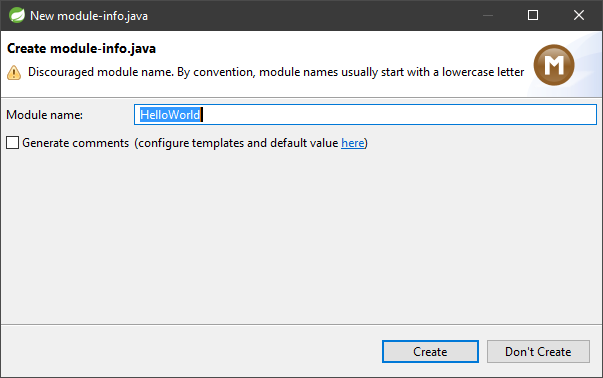 New module-info.java
Create module-info.java
Discouraged module name. By convention, module names usually start with a lowercase letter
M
Module name: HelloWorld
Generate comments (configure templates and default value here)
Create Don't Create